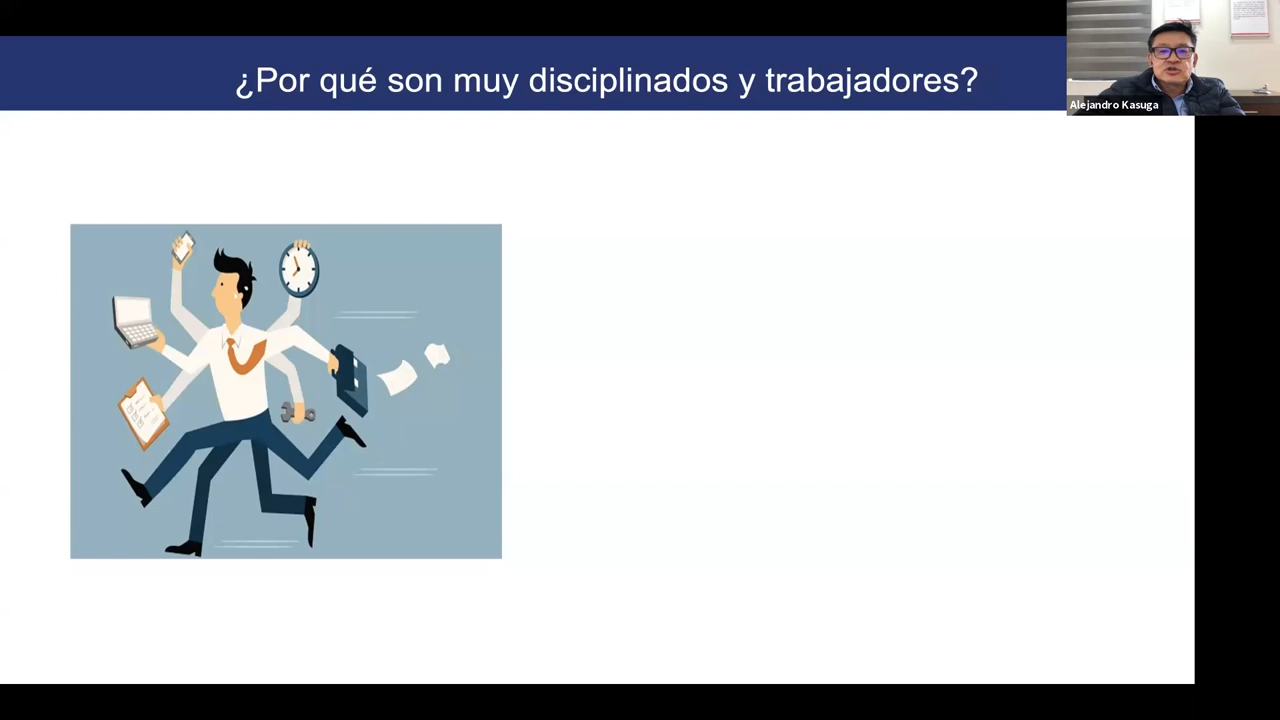 ¿Por qué son muy disciplinados y trabajadores?
Alejandro Kasuga